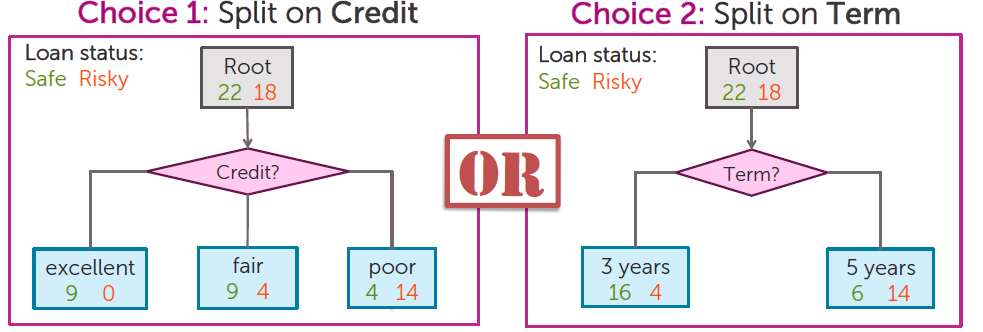 Choice 1: Split on Credit
Loan status:
Safe Risky
Root
22 18
Credit?
excellent
9 0
fair
9 4
poor
4 14
OR
Choice 2: Split on Term
Loan status:
Safe Risky
Root
22 18
Term?
3 years
16 4
5 years
6 14